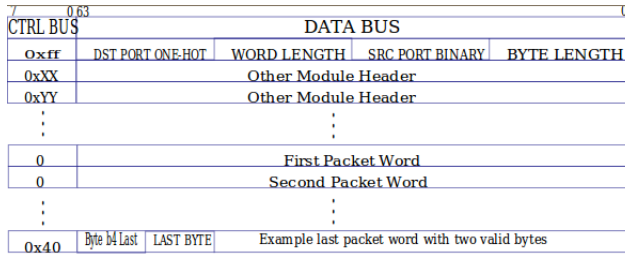 7 0 63 0
CTRL BUS DATA BUS
0xff DST PORT ONE-HOT WORD LENGTH SRC PORT BINARY BYTE LENGTH
0xXX Other Module Header
0xYY Other Module Header
0 First Packet Word
0 Second Packet Word
0x40 Byte b4 Last LAST BYTE Example last packet word with two valid bytes